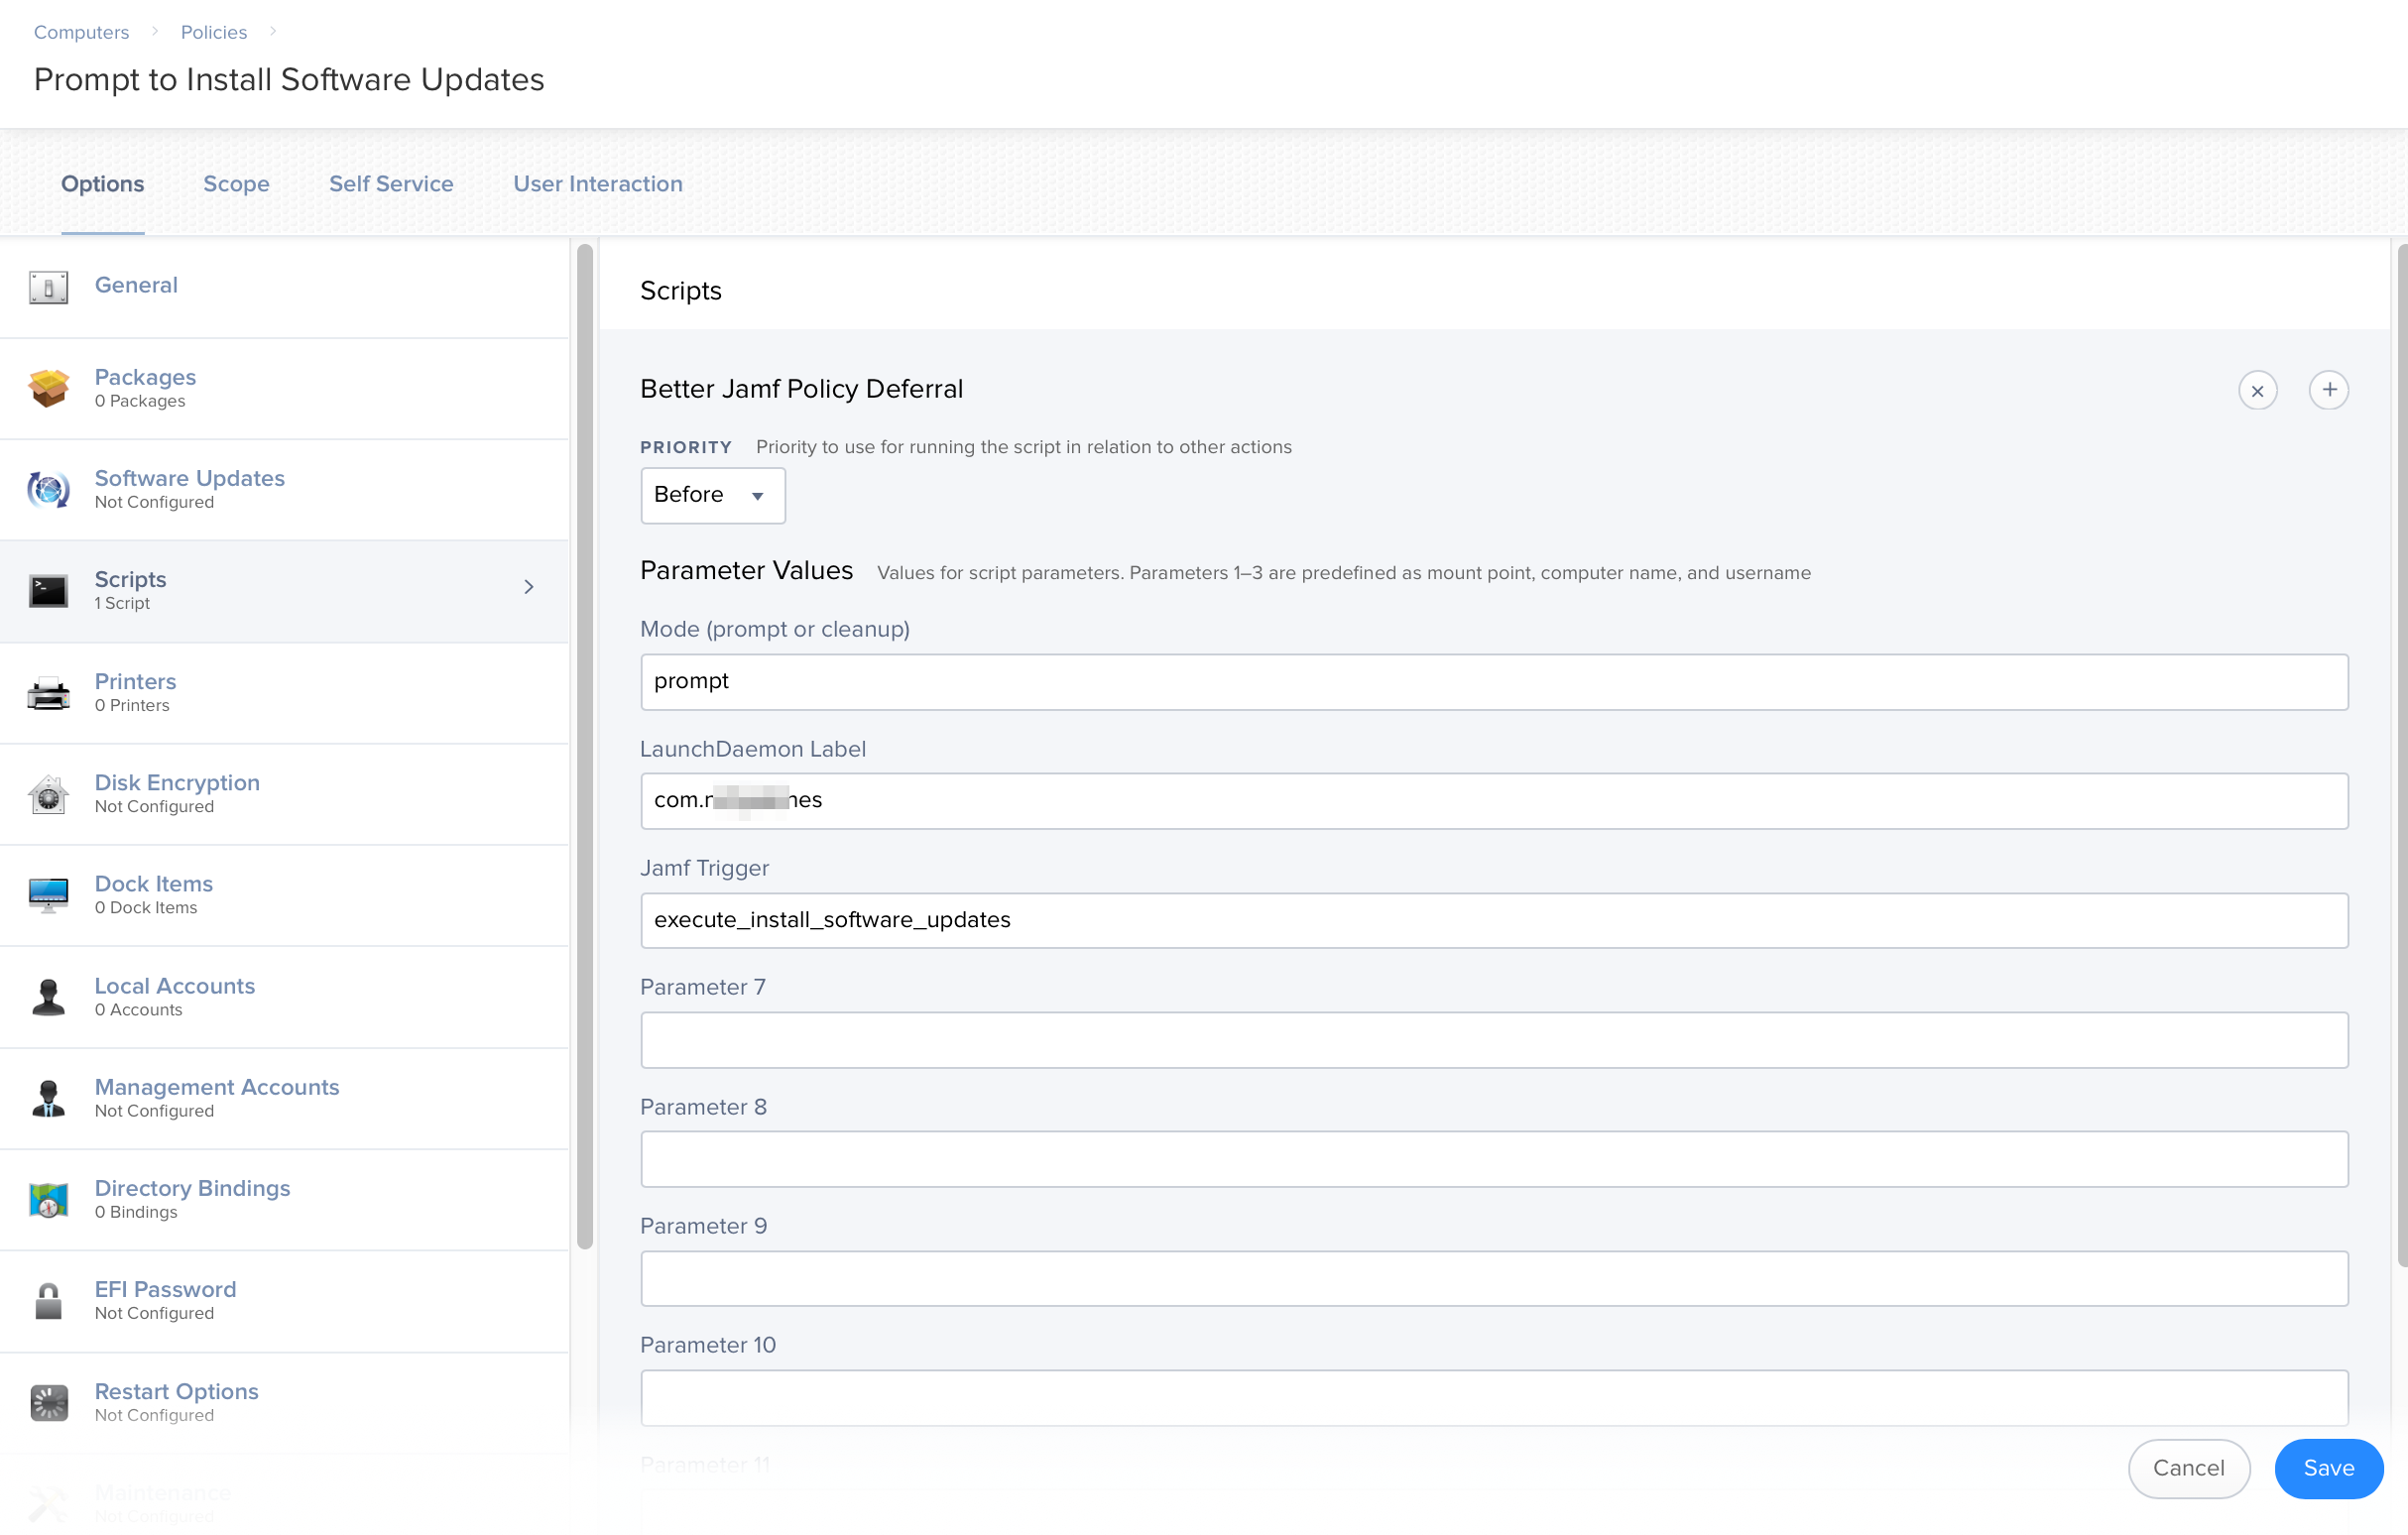 Computers
Policies
Prompt to Install Software Updates
Options
Scope
Self Service
User Interaction
General
Packages
0 Packages
Software Updates
Not Configured
Scripts
1 Script
Printers
0 Printers
Disk Encryption
Not Configured
Dock Items
0 Dock Items
Local Accounts
0 Accounts
Management Accounts
Not Configured
Directory Bindings
0 Bindings
EFI Password
Not Configured
Restart Options
Not Configured
Maintenance
Not Configured
Scripts
Better Jamf Policy Deferral
PRIORITY Priority to use for running the script in relation to other actions
Before
Parameter Values Values for script parameters. Parameters 1–3 are predefined as mount point, computer name, and username
Mode (prompt or cleanup)
prompt
LaunchDaemon Label
Jamf Trigger
execute_install_software_updates
Parameter 7
Parameter 8
Parameter 9
Parameter 10
Parameter 11
Cancel
Save